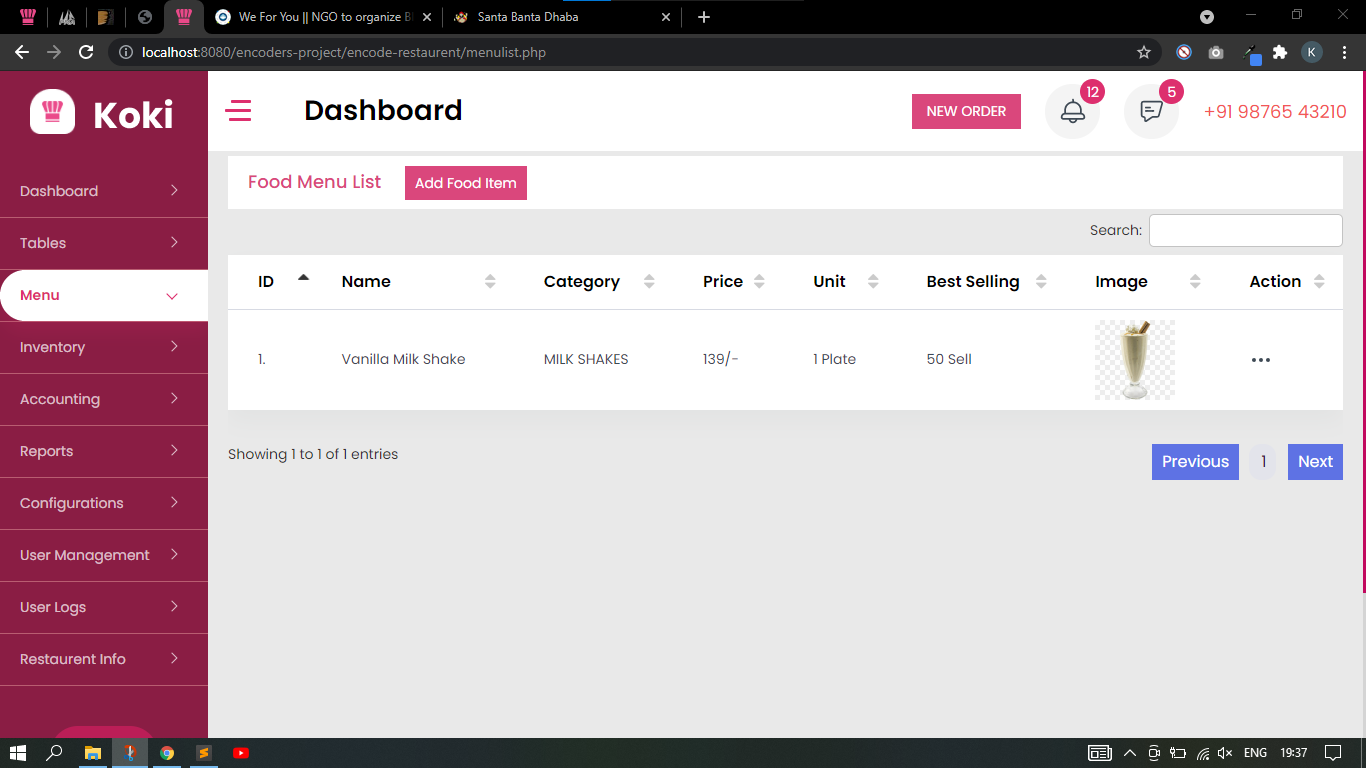 We For You || NGO to organize B
Santa Banta Dhaba
localhost:8080/encoders-project/encode-restaurent/menulist.php
K
Koki
Dashboard
NEW ORDER
12
5
+91 98765 43210
Dashboard
Tables
Menu
Inventory
Accounting
Reports
Configurations
User Management
User Logs
Restaurent Info
Food Menu List
Add Food Item
Search:
ID Name Category Price Unit Best Selling Image Action
1. Vanilla Milk Shake MILK SHAKES 139/- 1 Plate 50 Sell
Showing 1 to 1 of 1 entries
Previous 1 Next
ENG 19:37